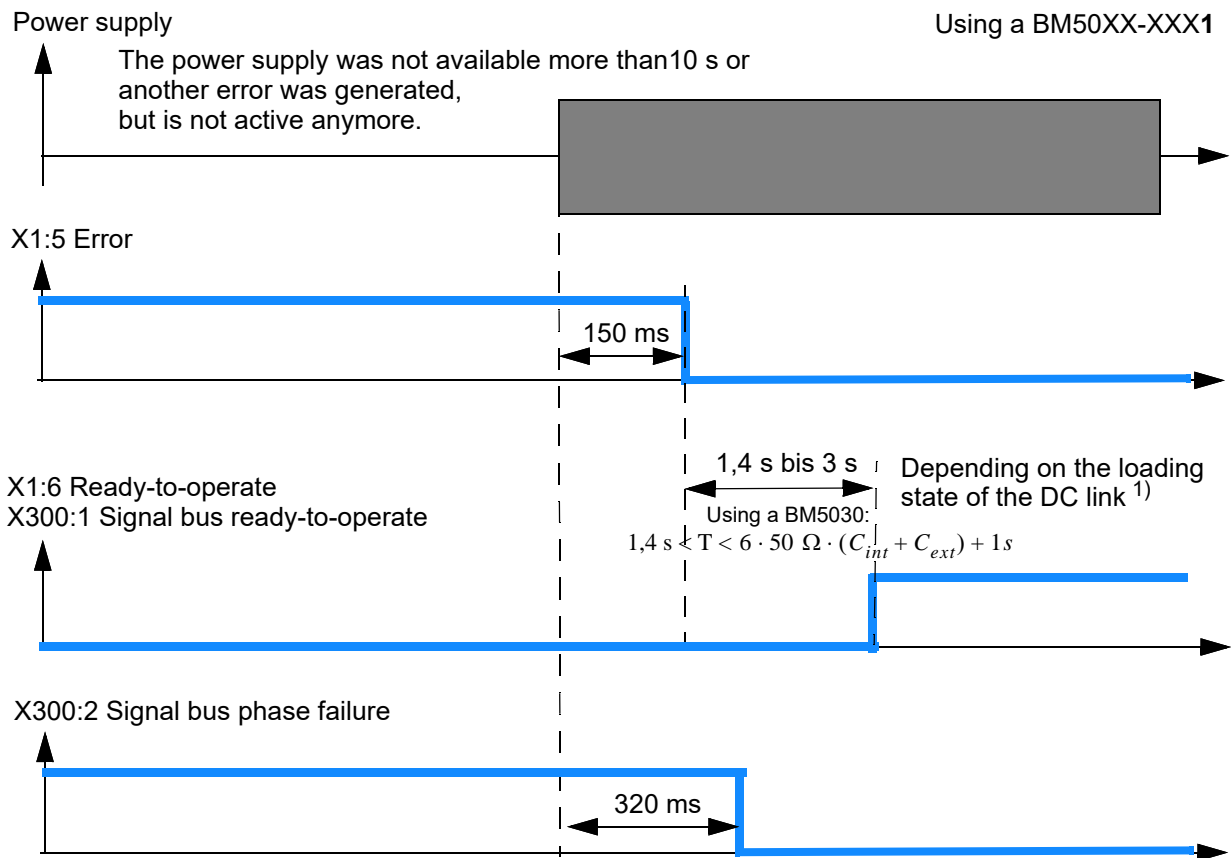 Power supply
Using a BM50XX-XXX1
The power supply was not available more than10 s or
another error was generated,
but is not active anymore.
X1:5 Error
150 ms
1,4 s bis 3 s
Depending on the loading
state of the DC link 1)
X1:6 Ready-to-operate
X300:1 Signal bus ready-to-operate
Using a BM5030:
1,4 s < T < 6 · 50 Ω · (C_int + C_ext) + 1s
X300:2 Signal bus phase failure
320 ms